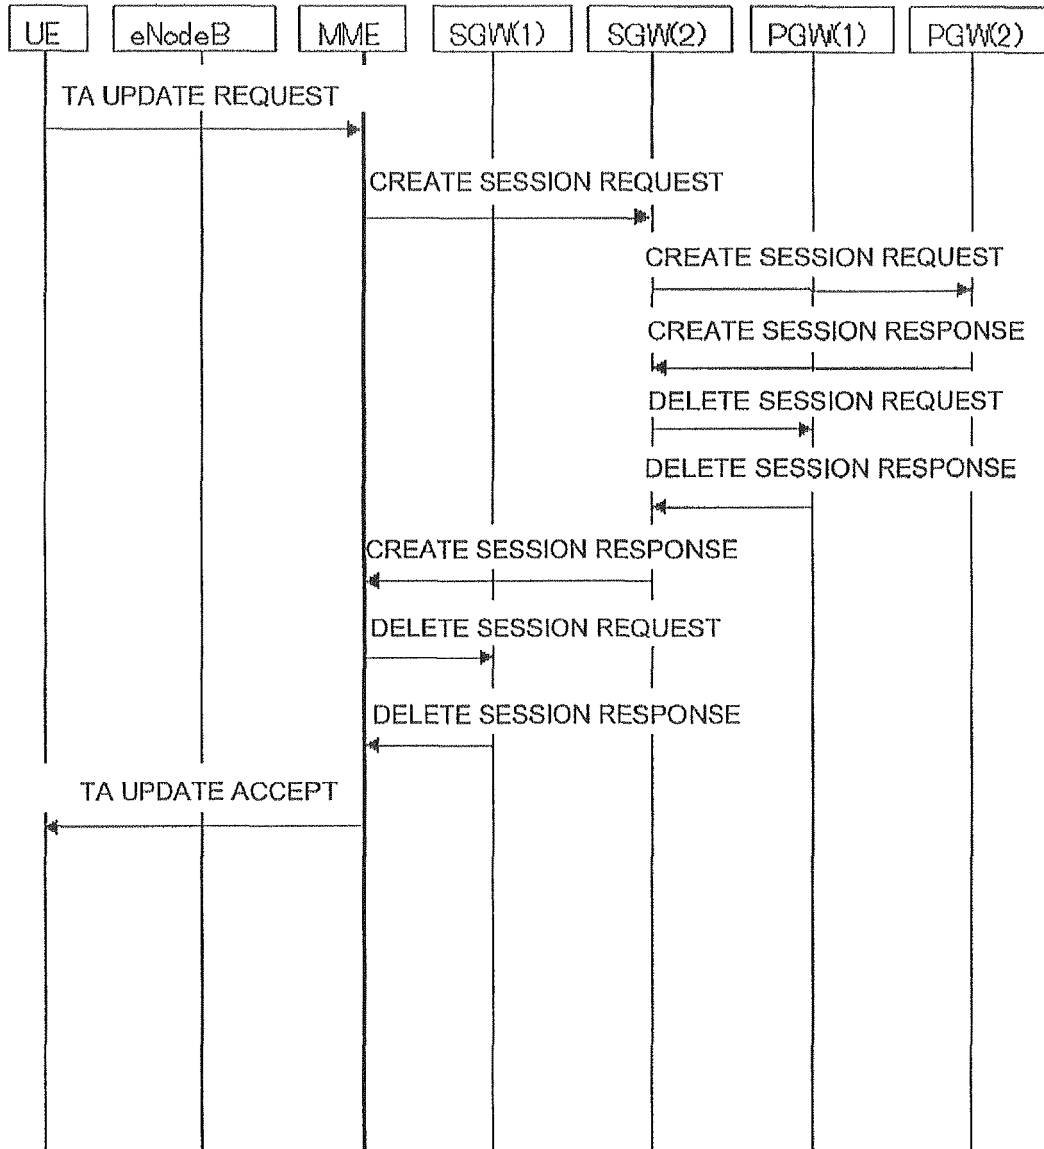 UE eNodeB MME SGW(1) SGW(2) PGW(1) PGW(2)
TA UPDATE REQUEST
CREATE SESSION REQUEST
CREATE SESSION REQUEST
CREATE SESSION RESPONSE
DELETE SESSION REQUEST
DELETE SESSION RESPONSE
CREATE SESSION RESPONSE
DELETE SESSION REQUEST
DELETE SESSION RESPONSE
TA UPDATE ACCEPT